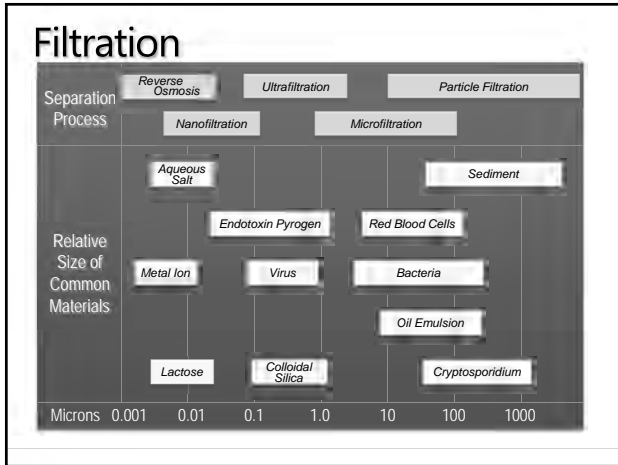 Filtration
Separation
Process
Reverse
Osmosis
Ultrafiltration
Particle Filtration
Nanofiltration
Microfiltration
Relative
Size of
Common
Materials
Aqueous
Salt
Sediment
Endotoxin Pyrogen
Red Blood Cells
Metal Ion
Virus
Bacteria
Oil Emulsion
Lactose
Colloidal
Silica
Cryptosporidium
Microns 0.001 0.01 0.1 1.0 10 100 1000